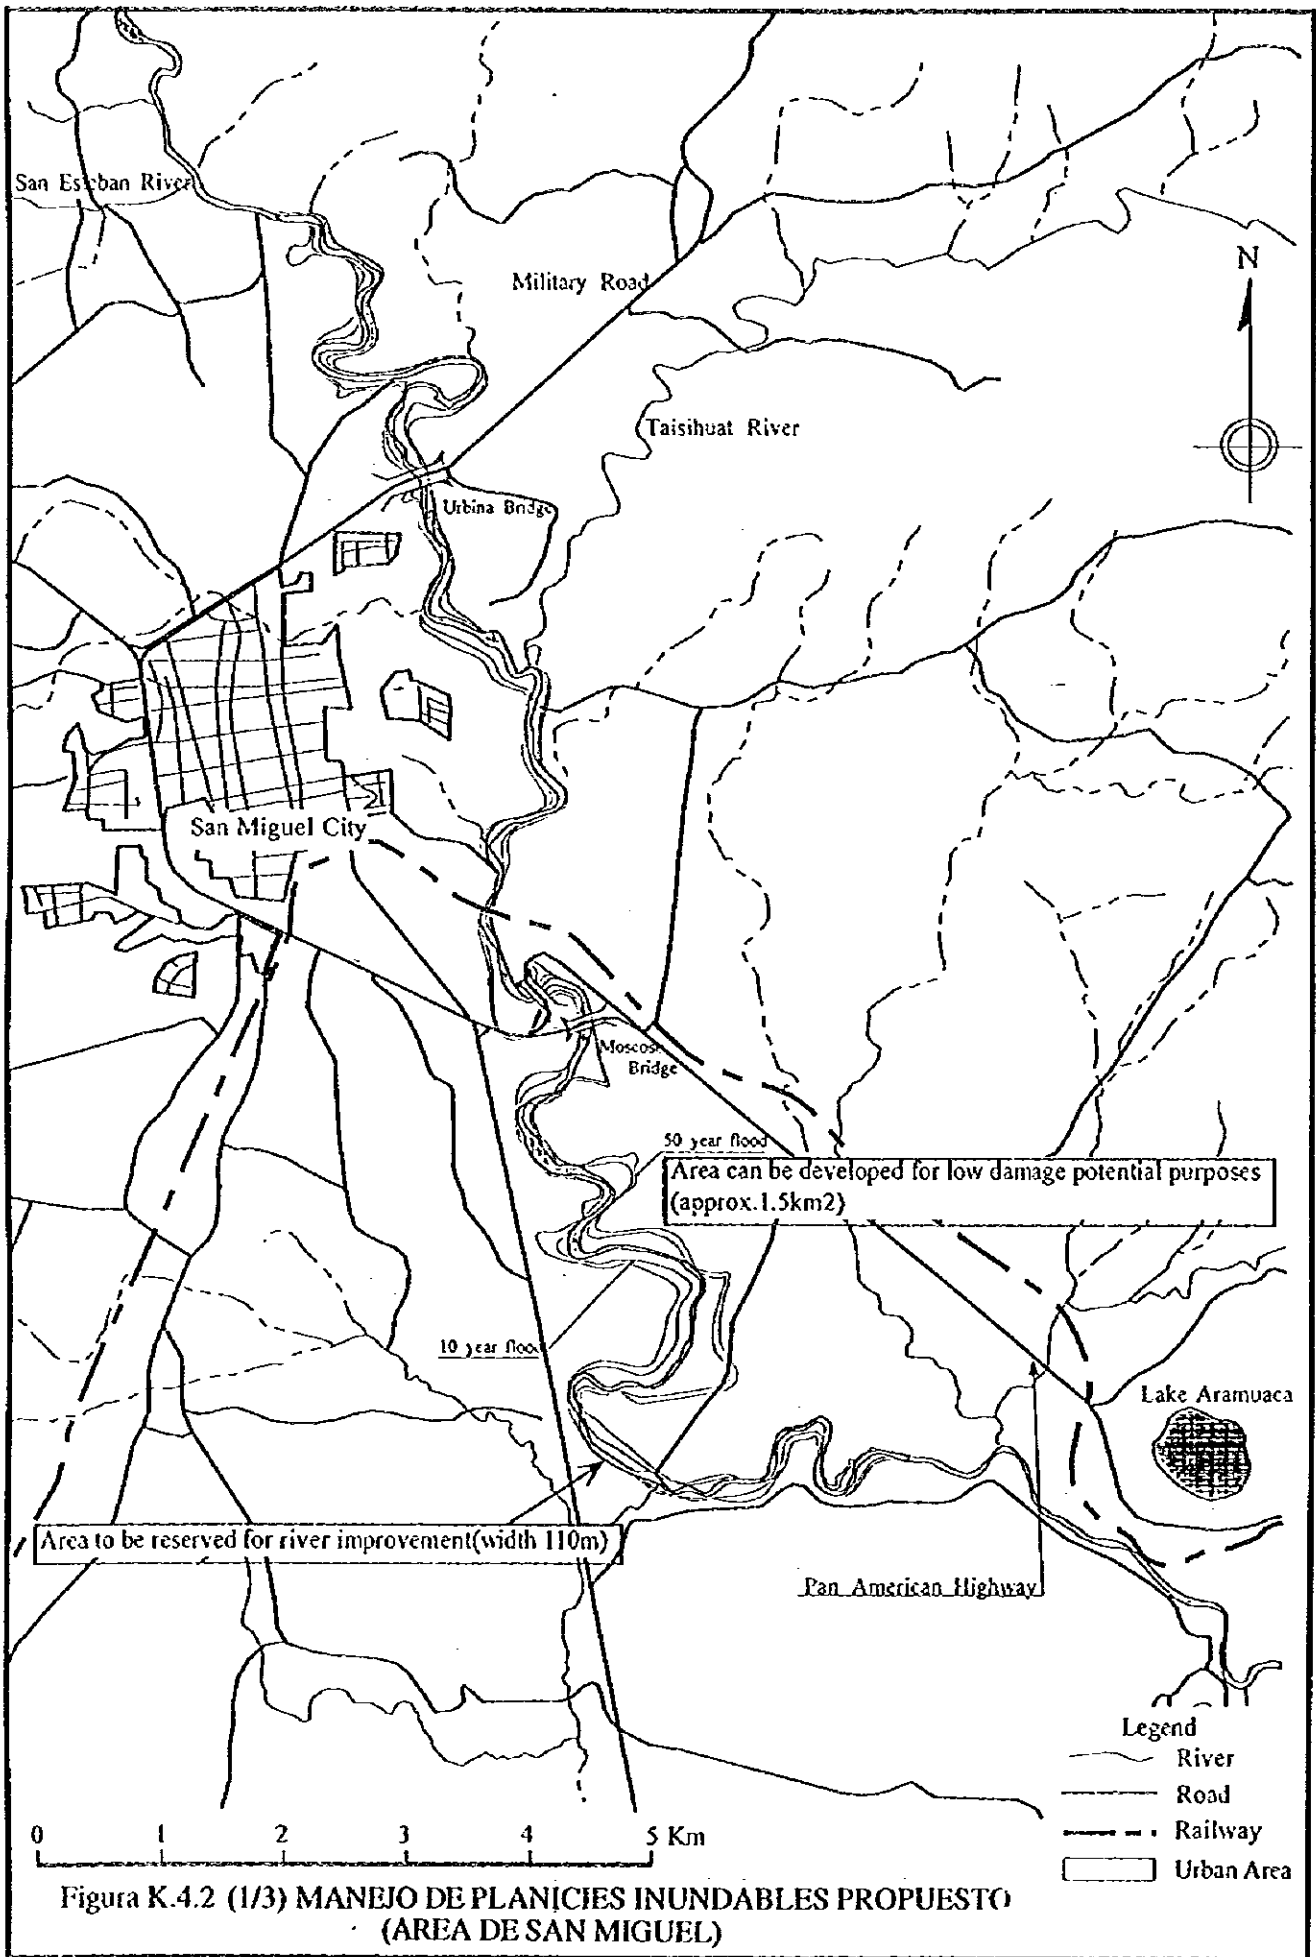 San Esteban River
N
Military Road
Taisihuat River
Urbina Bridge
San Miguel City
Moscoso
Bridge
50 year flood
Area can be developed for low damage potential purposes
(approx.1.5km2)
10 year flood
Lake Aramuaca
Area to be reserved for river improvement(width 110m)
Pan American Highway
Legend
River
Road
Railway
Urban Area
0 1 2 3 4 5 Km
Figura K.4.2 (1/3) MANEJO DE PLANICIES INUNDABLES PROPUESTO
(AREA DE SAN MIGUEL)